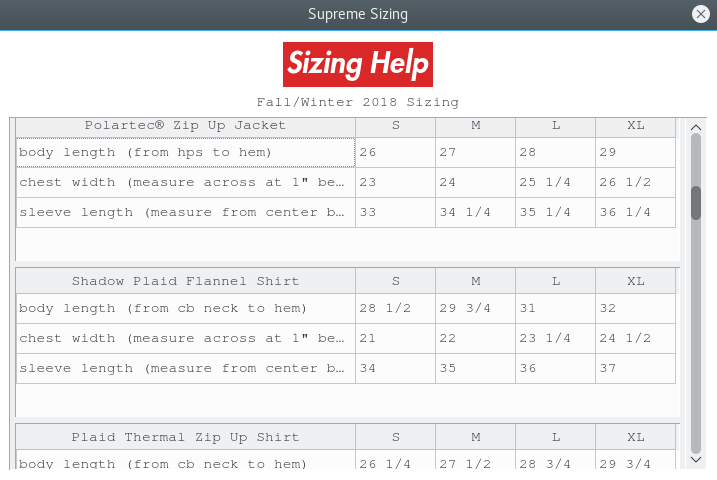 Supreme Sizing
Sizing Help
Fall/Winter 2018 Sizing
Polartec® Zip Up Jacket S M L XL
body length (from hps to hem) 26 27 28 29
chest width (measure across at 1" be… 23 24 25 1/4 26 1/2
sleeve length (measure from center b… 33 34 1/4 35 1/4 36 1/4
Shadow Plaid Flannel Shirt S M L XL
body length (from cb neck to hem) 28 1/2 29 3/4 31 32
chest width (measure across at 1" be… 21 22 23 1/4 24 1/2
sleeve length (measure from center b… 34 35 36 37
Plaid Thermal Zip Up Shirt S M L XL
body length (from cb neck to hem) 26 1/4 27 1/2 28 3/4 29 3/4